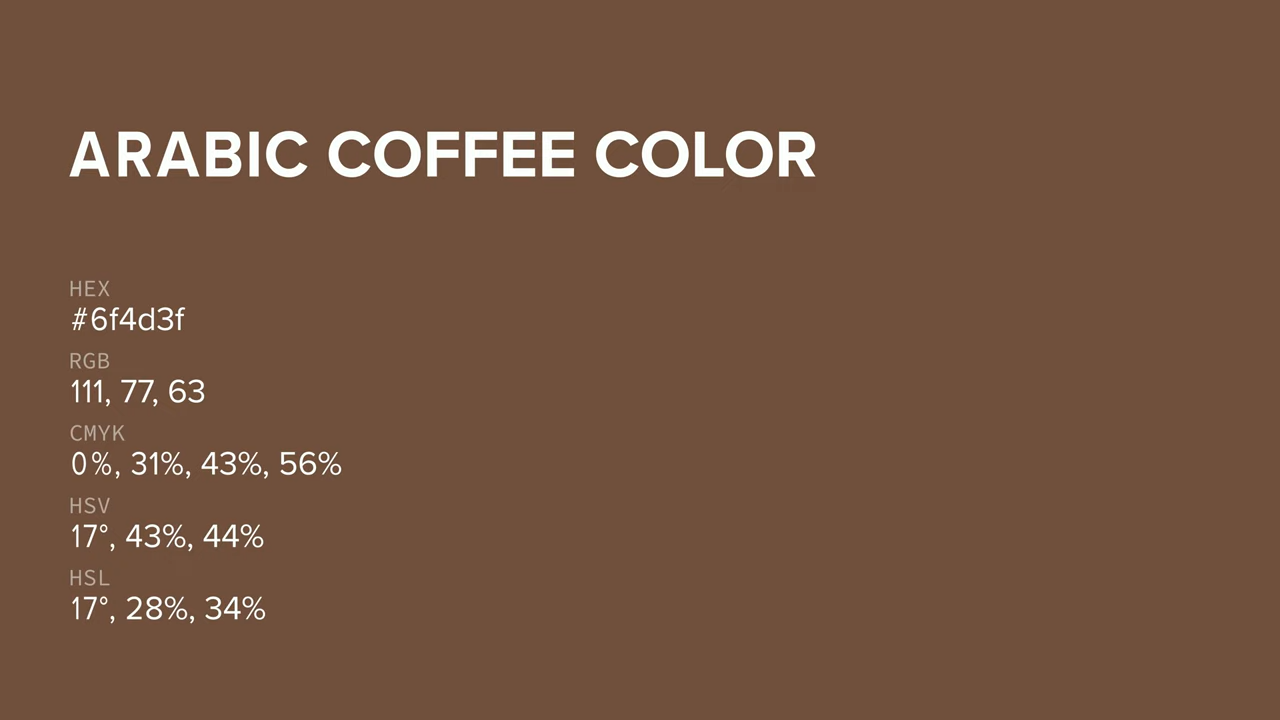 ARABIC COFFEE COLOR
HEX
#6f4d3f
RGB
111, 77, 63
CMYK
0%, 31%, 43%, 56%
HSV
17°, 43%, 44%
HSL
17°, 28%, 34%